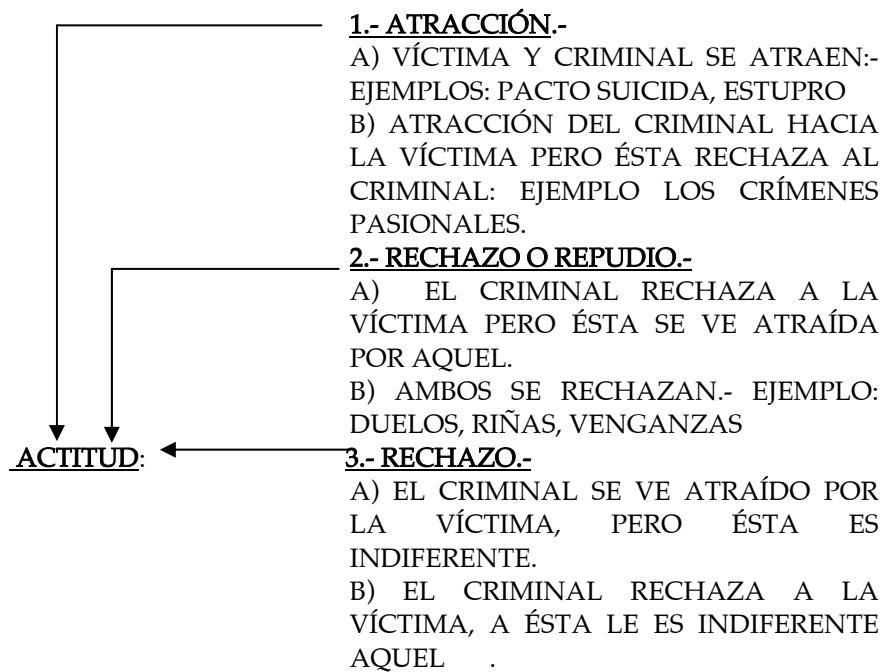 1.- ATRACCIÓN.-
A) VÍCTIMA Y CRIMINAL SE ATRAEN:-
EJEMPLOS: PACTO SUICIDA, ESTUPRO
B) ATRACCIÓN DEL CRIMINAL HACIA
LA VÍCTIMA PERO ÉSTA RECHAZA AL
CRIMINAL: EJEMPLO LOS CRÍMENES
PASIONALES.
2.- RECHAZO O REPUDIO.-
A) EL CRIMINAL RECHAZA A LA
VÍCTIMA PERO ÉSTA SE VE ATRAÍDA
POR AQUEL.
B) AMBOS SE RECHAZAN.- EJEMPLO:
DUELOS, RIÑAS, VENGANZAS
ACTITUD:
3.- RECHAZO.-
A) EL CRIMINAL SE VE ATRAÍDO POR
LA VÍCTIMA, PERO ÉSTA ES
INDIFERENTE.
B) EL CRIMINAL RECHAZA A LA
VÍCTIMA, A ÉSTA LE ES INDIFERENTE
AQUEL .